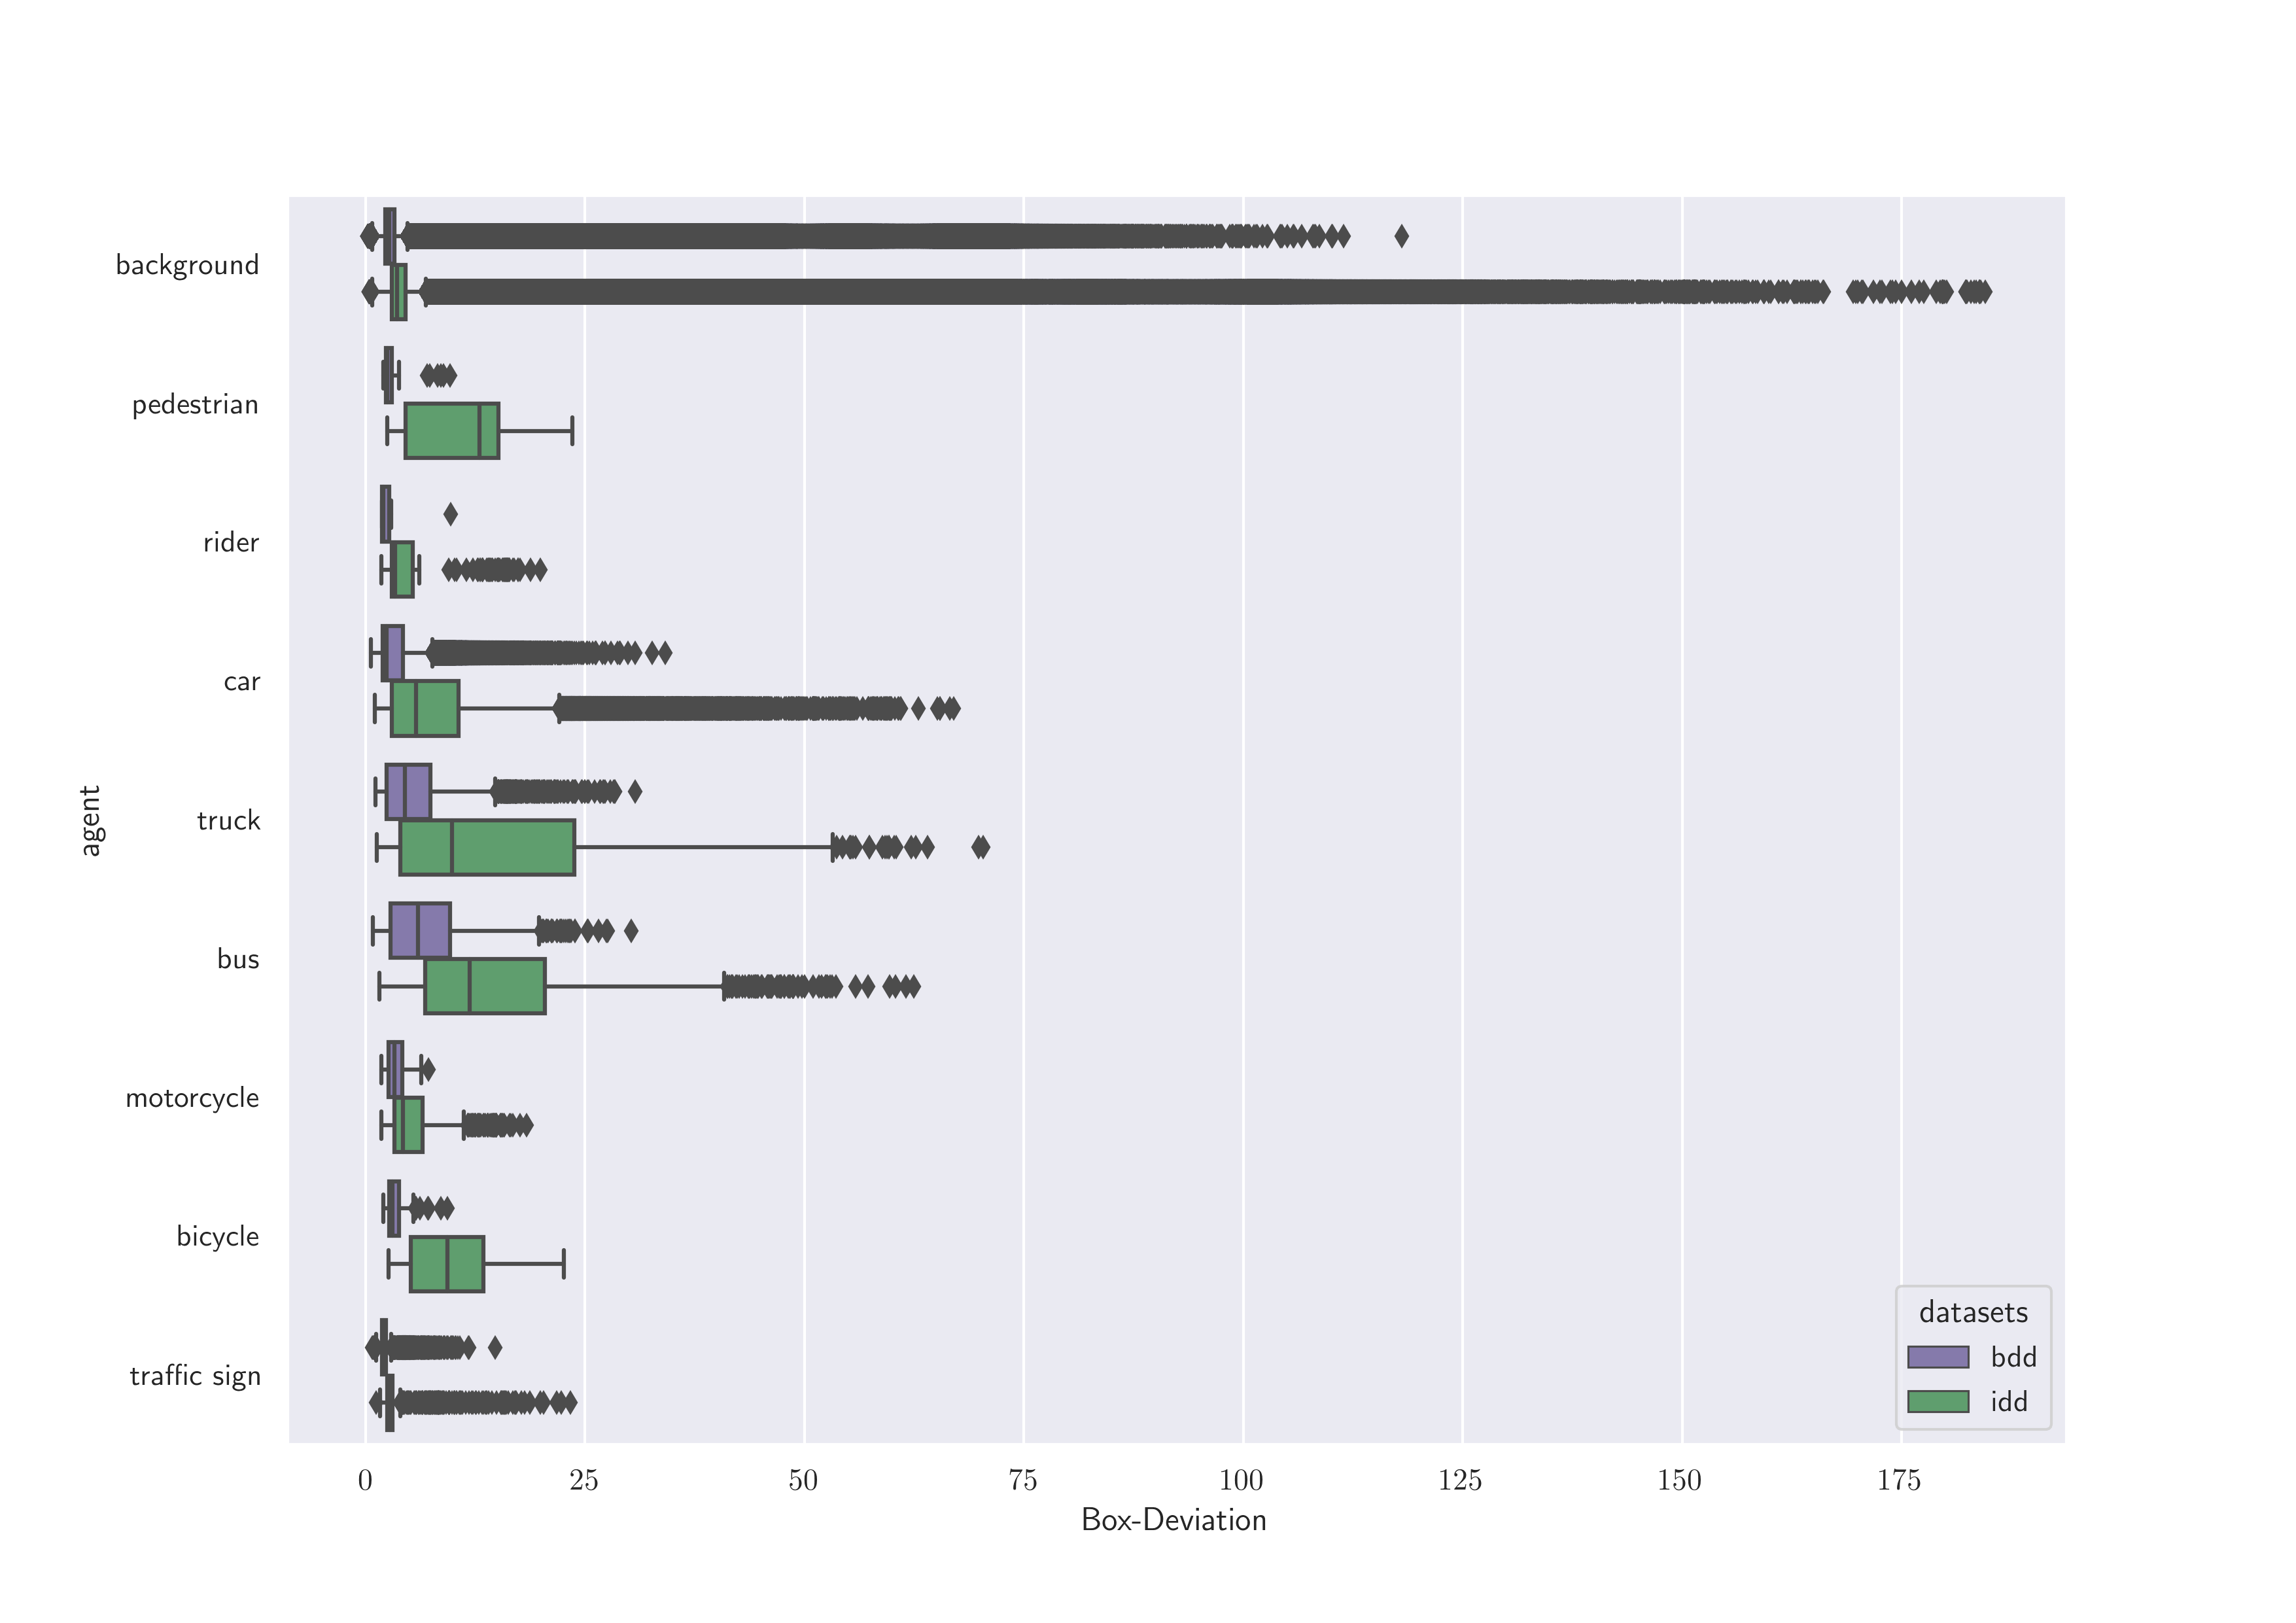 background
pedestrian
rider
car
truck
bus
motorcycle
bicycle
traffic sign
agent
datasets
bdd
idd
0 25 50 75 100 125 150 175
Box-Deviation